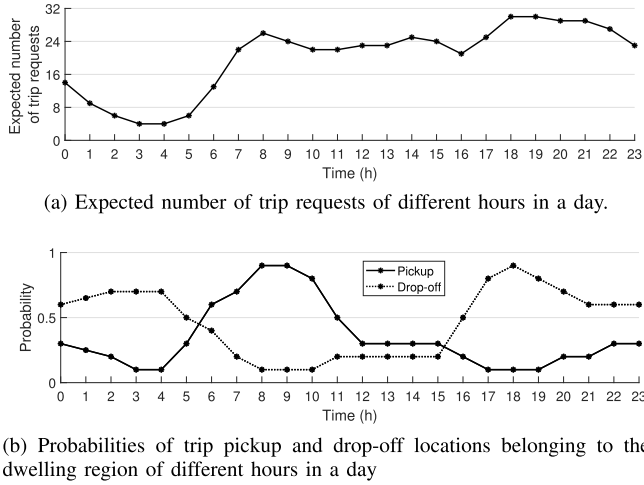 Expected number
of trip requests
32
24
16
8
0
0 1 2 3 4 5 6 7 8 9 10 11 12 13 14 15 16 17 18 19 20 21 22 23
Time (h)
(a) Expected number of trip requests of different hours in a day.
Probability
1
0.5
0
Pickup
Drop-off
0 1 2 3 4 5 6 7 8 9 10 11 12 13 14 15 16 17 18 19 20 21 22 23
Time (h)
(b) Probabilities of trip pickup and drop-off locations belonging to the
dwelling region of different hours in a day